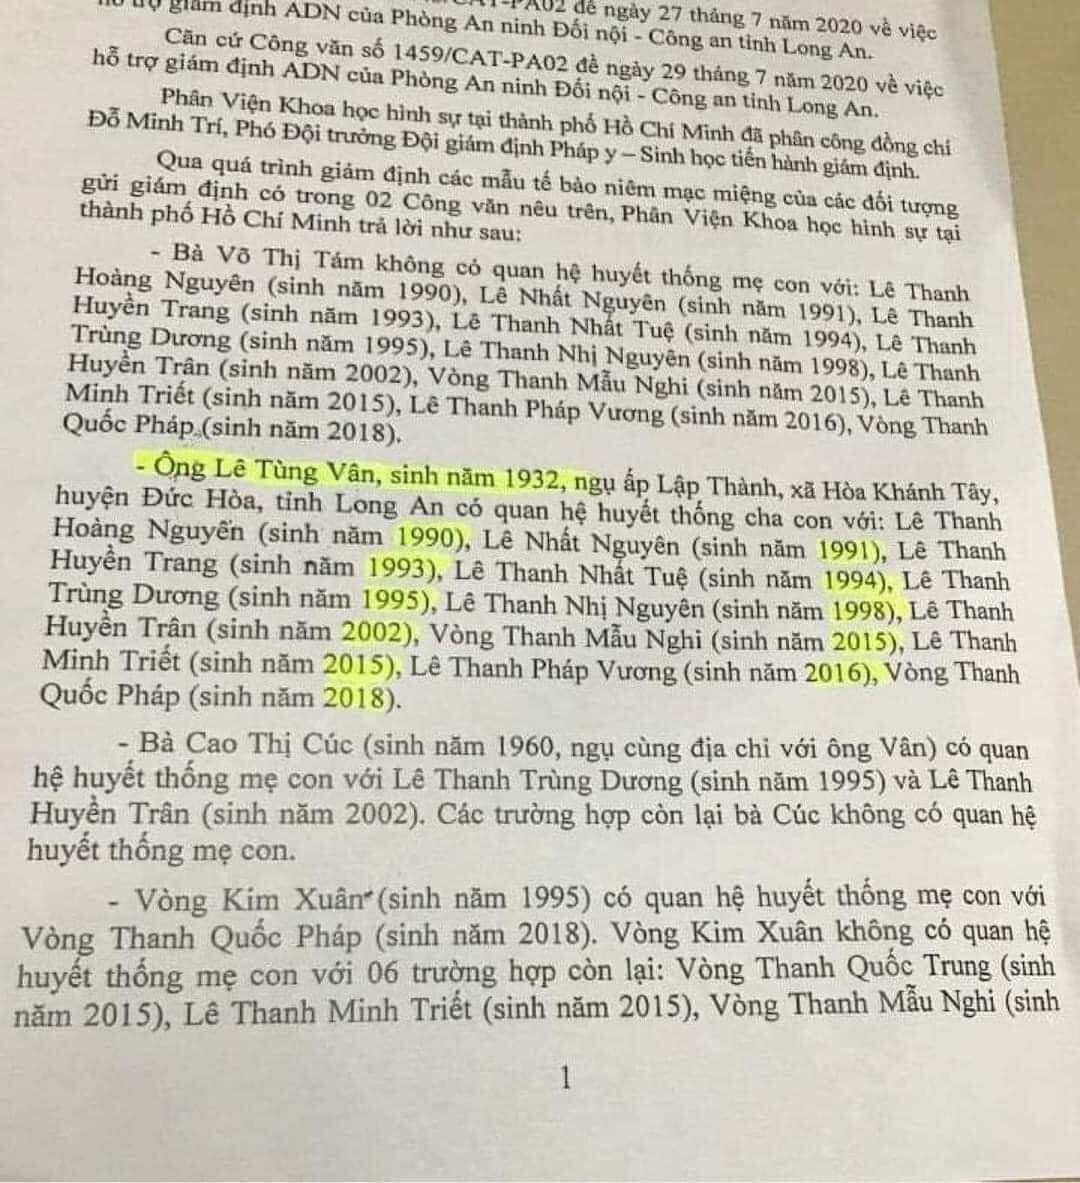 trợ giám định ADN của Phòng An ninh Đối nội - Công an tỉnh Long An.
PA02 đề ngày 27 tháng 7 năm 2020 về việc
Căn cứ Công văn số 1459/CAT-PA02 đề ngày 29 tháng 7 năm 2020 về việc
hỗ trợ giám định ADN của Phòng An ninh Đối nội - Công an tỉnh Long An.
Phân Viện Khoa học hình sự tại thành phố Hồ Chí Minh đã phân công đồng chí
Đỗ Minh Trí, Phó Đội trưởng Đội giám định Pháp y – Sinh học tiến hành giám định.
Qua quá trình giám định các mẫu tế bào niêm mạc miệng của các đối tượng
gửi giám định có trong 02 Công văn nêu trên, Phân Viện Khoa học hình sự tại
thành phố Hồ Chí Minh trả lời như sau:
- Bà Võ Thị Tám không có quan hệ huyết thống mẹ con với: Lê Thanh
Hoàng Nguyên (sinh năm 1990), Lê Nhất Nguyên (sinh năm 1991), Lê Thanh
Huyền Trang (sinh năm 1993), Lê Thanh Nhất Tuệ (sinh năm 1994), Lê Thanh
Trùng Dương (sinh năm 1995), Lê Thanh Nhị Nguyên (sinh năm 1998), Lê Thanh
Huyền Trân (sinh năm 2002), Vòng Thanh Mẫu Nghi (sinh năm 2015), Lê Thanh
Minh Triết (sinh năm 2015), Lê Thanh Pháp Vương (sinh năm 2016), Vòng Thanh
Quốc Pháp (sinh năm 2018).
- Ông Lê Tùng Vân, sinh năm 1932, ngụ ấp Lập Thành, xã Hòa Khánh Tây,
huyện Đức Hòa, tỉnh Long An có quan hệ huyết thống cha con với: Lê Thanh
Hoàng Nguyên (sinh năm 1990), Lê Nhất Nguyên (sinh năm 1991), Lê Thanh
Huyền Trang (sinh năm 1993), Lê Thanh Nhất Tuệ (sinh năm 1994), Lê Thanh
Trùng Dương (sinh năm 1995), Lê Thanh Nhị Nguyên (sinh năm 1998), Lê Thanh
Huyền Trân (sinh năm 2002), Vòng Thanh Mẫu Nghi (sinh năm 2015), Lê Thanh
Minh Triết (sinh năm 2015), Lê Thanh Pháp Vương (sinh năm 2016), Vòng Thanh
Quốc Pháp (sinh năm 2018).
- Bà Cao Thị Cúc (sinh năm 1960, ngụ cùng địa chỉ với ông Vân) có quan
hệ huyết thống mẹ con với Lê Thanh Trùng Dương (sinh năm 1995) và Lê Thanh
Huyền Trân (sinh năm 2002). Các trường hợp còn lại bà Cúc không có quan hệ
huyết thống mẹ con.
- Vòng Kim Xuân (sinh năm 1995) có quan hệ huyết thống mẹ con với
Vòng Thanh Quốc Pháp (sinh năm 2018). Vòng Kim Xuân không có quan hệ
huyết thống mẹ con với 06 trường hợp còn lại: Vòng Thanh Quốc Trung (sinh
năm 2015), Lê Thanh Minh Triết (sinh năm 2015), Vòng Thanh Mẫu Nghi (sinh
1